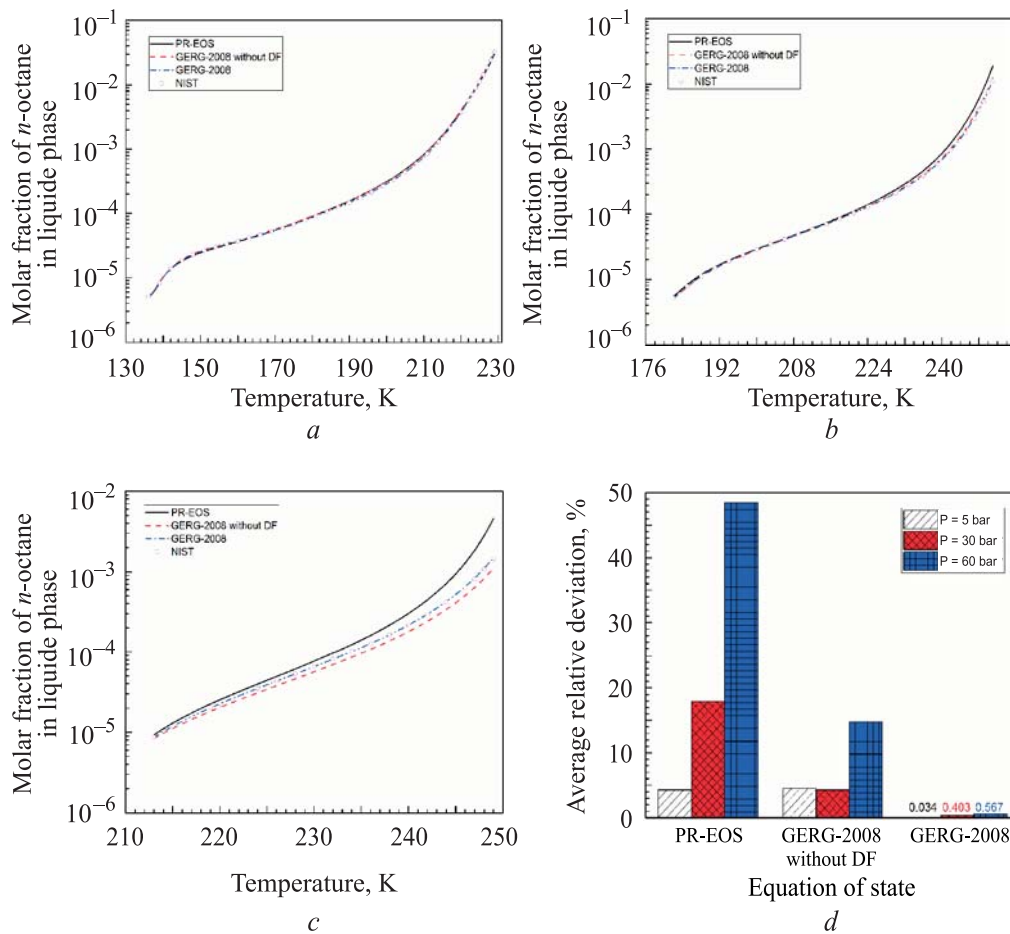 Molar fraction of n-octane
in liquide phase
10⁻¹
10⁻²
10⁻³
10⁻⁴
10⁻⁵
10⁻⁶
PR-EOS
GERG-2008 without DF
GERG-2008
NIST
130 150 170 190 210 230
Temperature, K
a
Molar fraction of n-octane
in liquide phase
10⁻¹
10⁻²
10⁻³
10⁻⁴
10⁻⁵
10⁻⁶
PR-EOS
GERG-2008 without DF
GERG-2008
NIST
176 192 208 224 240
Temperature, K
b
Molar fraction of n-octane
in liquide phase
10⁻²
10⁻³
10⁻⁴
10⁻⁵
10⁻⁶
PR-EOS
GERG-2008 without DF
GERG-2008
NIST
210 220 230 240 250
Temperature, K
c
Average relative deviation, %
50
40
30
20
10
0
P = 5 bar
P = 30 bar
P = 60 bar
0.034 0.403 0.567
PR-EOS GERG-2008 GERG-2008
without DF
Equation of state
d